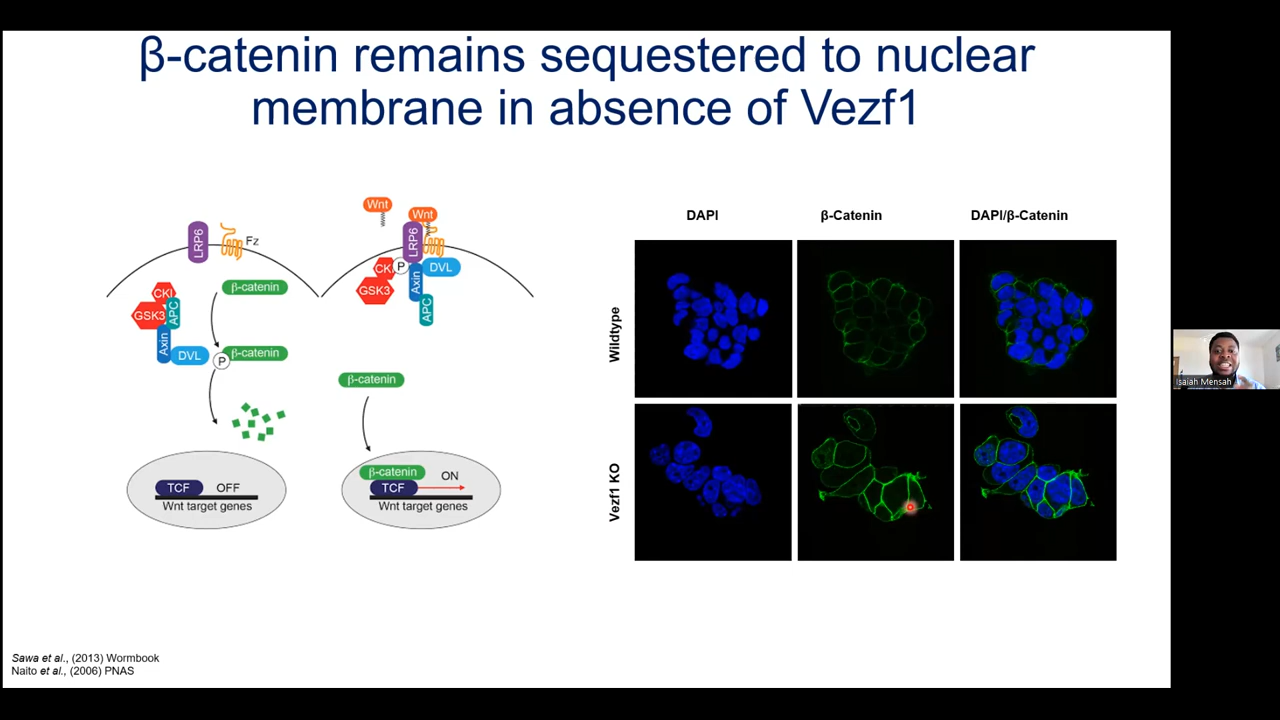 β-catenin remains sequestered to nuclear
membrane in absence of Vezf1
LRP6
Fz
CKI
GSK3
APC
Axin
DVL
β-catenin
P
β-catenin
TCF
OFF
Wnt target genes
Wnt
Wnt
LRP6
CKI
P
GSK3
Axin
DVL
APC
β-catenin
β-catenin
TCF
ON
Wnt target genes
DAPI
β-Catenin
DAPI/β-Catenin
Wildtype
Vezf1 KO
Isaiah Mensah
Sawa et al., (2013) Wormbook
Naito et al., (2006) PNAS